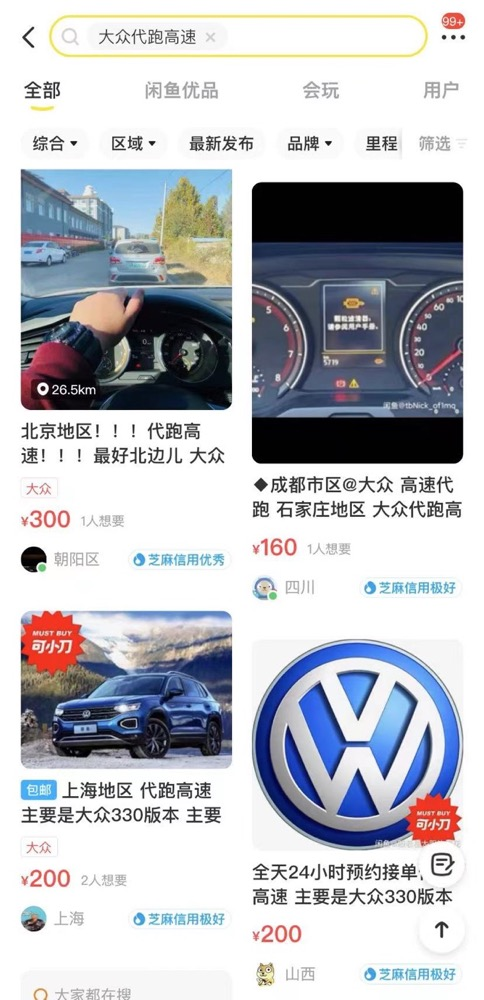 99+
大众代跑高速 ×
全部 闲鱼优品 会玩 用户
综合 区域 最新发布 品牌 里程 筛选
26.5km
北京地区！！！代跑高
速！！！最好北边儿 大众
大众
¥300 1人想要
朝阳区 芝麻信用优秀
颗粒滤清器,
请参阅用户手册。
5719
闲鱼@tbNick_of1mq
◆成都市区@大众 高速代
跑 石家庄地区 大众代跑高
¥160 1人想要
四川 芝麻信用极好
MUST BUY
可小刀
包邮 上海地区 代跑高速
主要是大众330版本 主要
大众
¥200 2人想要
上海 芝麻信用极好
MUST BUY
可小刀
全天24小时预约接单
高速 主要是大众330版本
¥200
山西 芝麻信用极好
大家都在搜